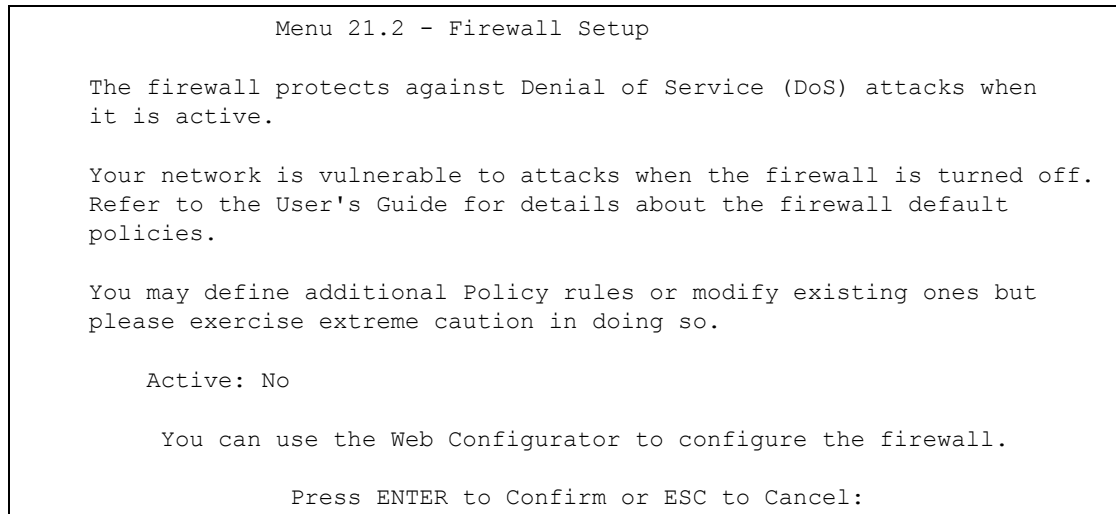 Menu 21.2 - Firewall Setup
The firewall protects against Denial of Service (DoS) attacks when
it is active.
Your network is vulnerable to attacks when the firewall is turned off.
Refer to the User's Guide for details about the firewall default
policies.
You may define additional Policy rules or modify existing ones but
please exercise extreme caution in doing so.
Active: No
You can use the Web Configurator to configure the firewall.
Press ENTER to Confirm or ESC to Cancel: